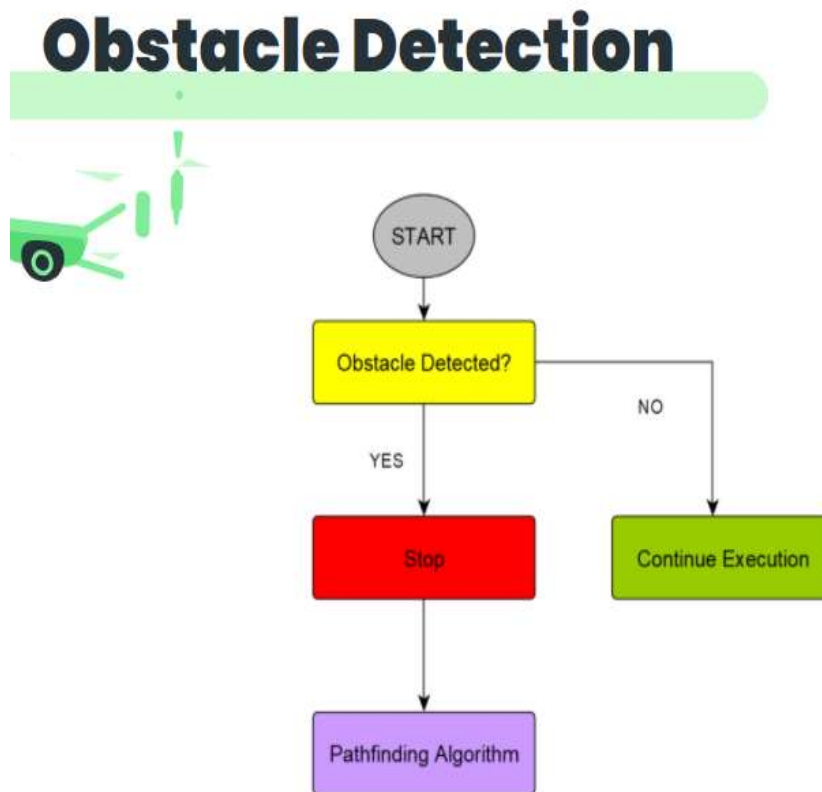 Obstacle Detection
START
Obstacle Detected?
NO
YES
Stop
Continue Execution
Pathfinding Algorithm